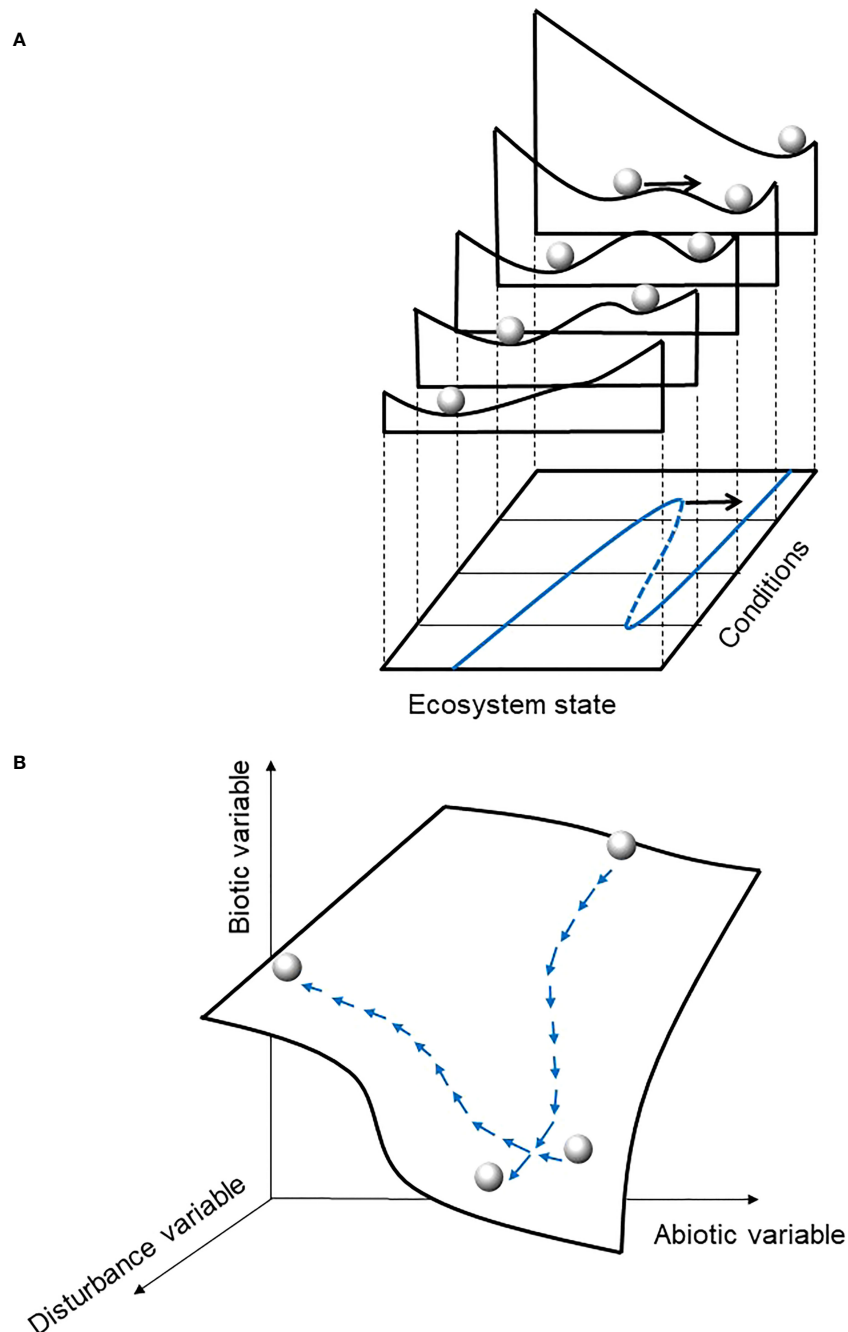 A
Conditions
Ecosystem state
B
Biotic variable
Abiotic variable
Disturbance variable